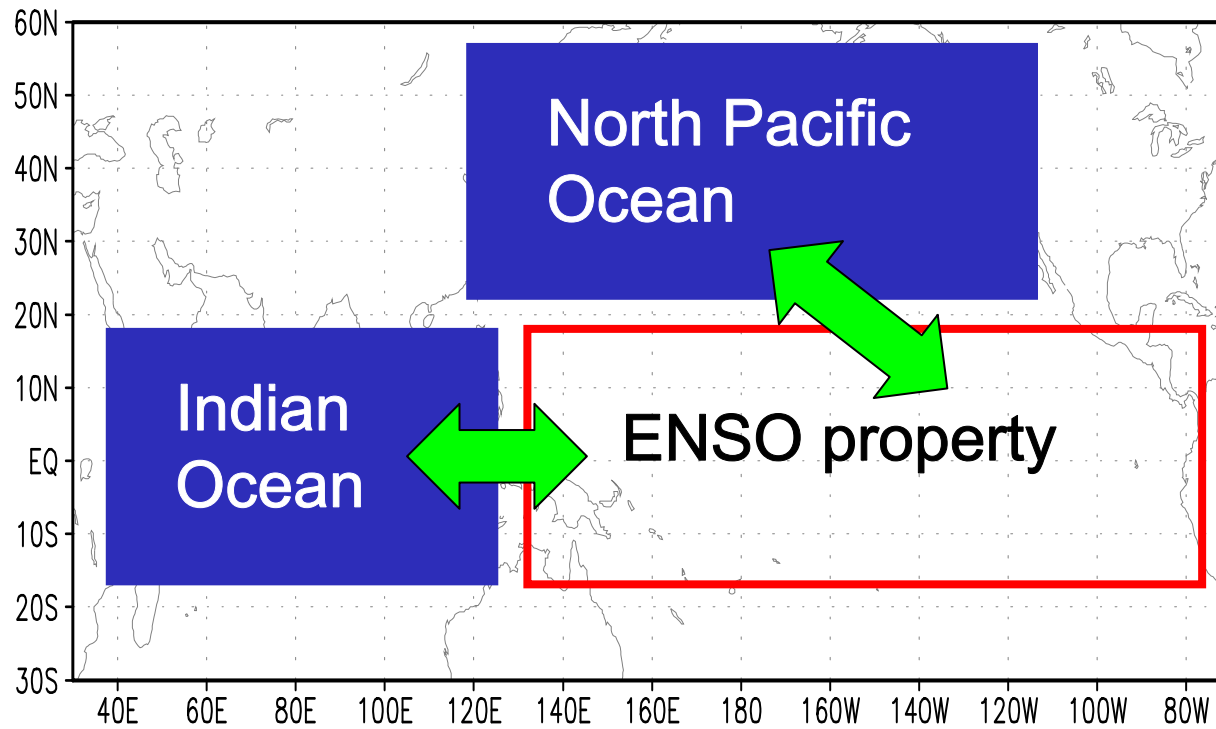 60N
50N
40N
30N
20N
10N
EQ
10S
20S
30S
North Pacific
Ocean
Indian
Ocean
ENSO property
40E 60E 80E 100E 120E 140E 160E 180 160W 140W 120W 100W 80W